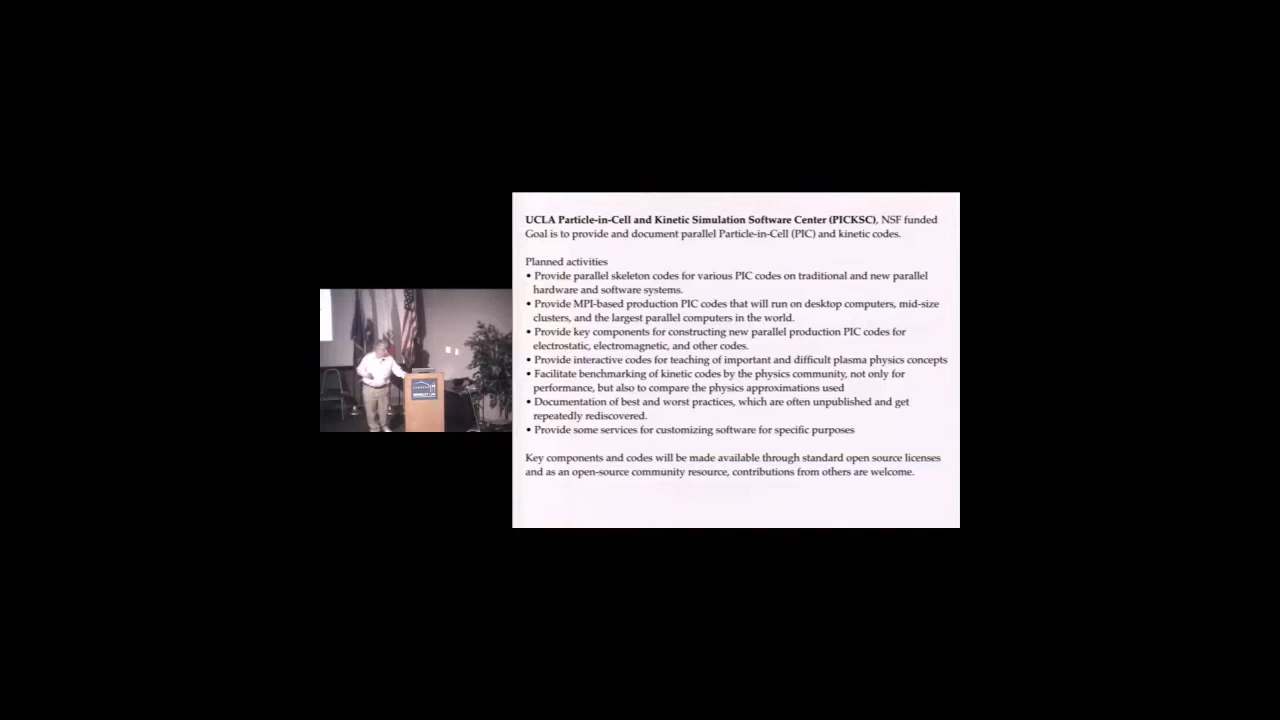 UCLA Particle-in-Cell and Kinetic Simulation Software Center (PICKSC), NSF funded
Goal is to provide and document parallel Particle-in-Cell (PIC) and kinetic codes.
Planned activities
• Provide parallel skeleton codes for various PIC codes on traditional and new parallel
hardware and software systems.
• Provide MPI-based production PIC codes that will run on desktop computers, mid-size
clusters, and the largest parallel computers in the world.
• Provide key components for constructing new parallel production PIC codes for
electrostatic, electromagnetic, and other codes.
• Provide interactive codes for teaching of important and difficult plasma physics concepts
• Facilitate benchmarking of kinetic codes by the physics community, not only for
performance, but also to compare the physics approximations used
• Documentation of best and worst practices, which are often unpublished and get
repeatedly rediscovered.
• Provide some services for customizing software for specific purposes
Key components and codes will be made available through standard open source licenses
and as an open-source community resource, contributions from others are welcome.